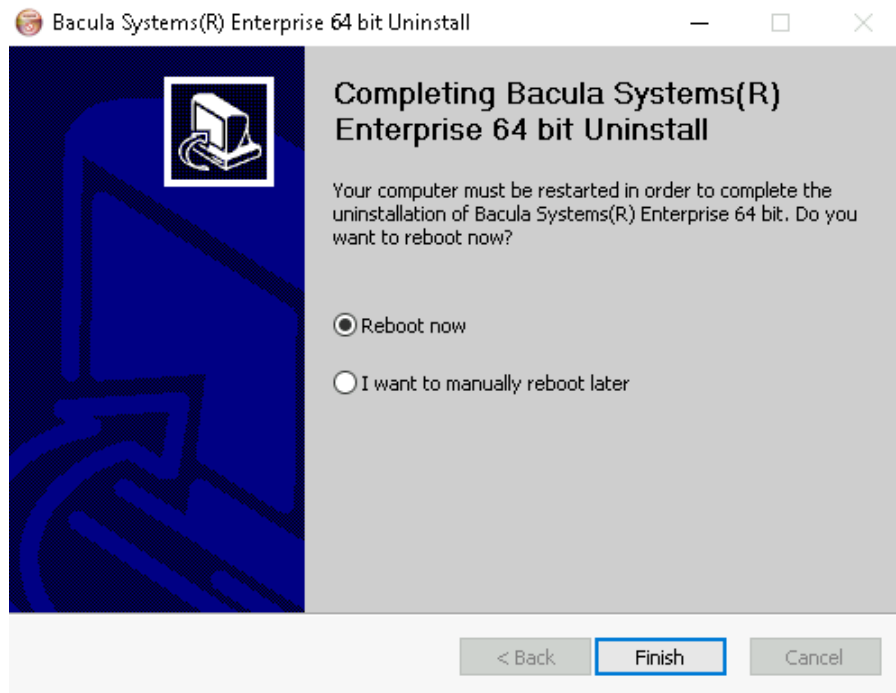 Bacula Systems(R) Enterprise 64 bit Uninstall
Completing Bacula Systems(R)
Enterprise 64 bit Uninstall
Your computer must be restarted in order to complete the
uninstallation of Bacula Systems(R) Enterprise 64 bit. Do you
want to reboot now?
Reboot now
I want to manually reboot later
< Back
Finish
Cancel